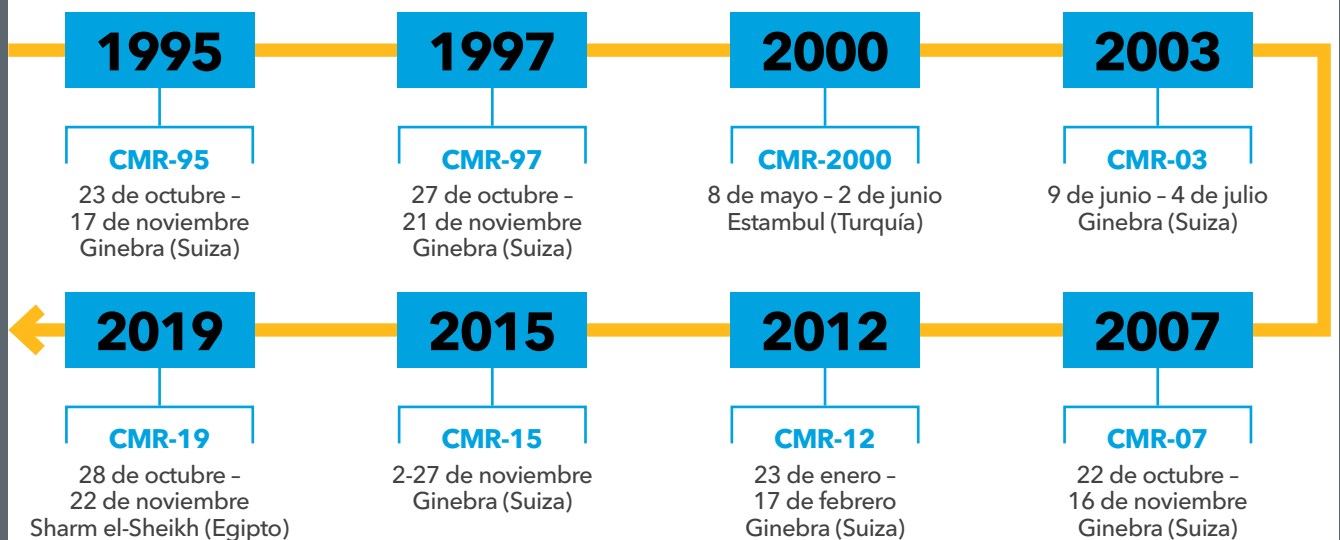 1995
CMR-95
23 de octubre –
17 de noviembre
Ginebra (Suiza)
1997
CMR-97
27 de octubre –
21 de noviembre
Ginebra (Suiza)
2000
CMR-2000
8 de mayo – 2 de junio
Estambul (Turquía)
2003
CMR-03
9 de junio – 4 de julio
Ginebra (Suiza)
2007
CMR-07
22 de octubre –
16 de noviembre
Ginebra (Suiza)
2012
CMR-12
23 de enero –
17 de febrero
Ginebra (Suiza)
2015
CMR-15
2-27 de noviembre
Ginebra (Suiza)
2019
CMR-19
28 de octubre –
22 de noviembre
Sharm el-Sheikh (Egipto)